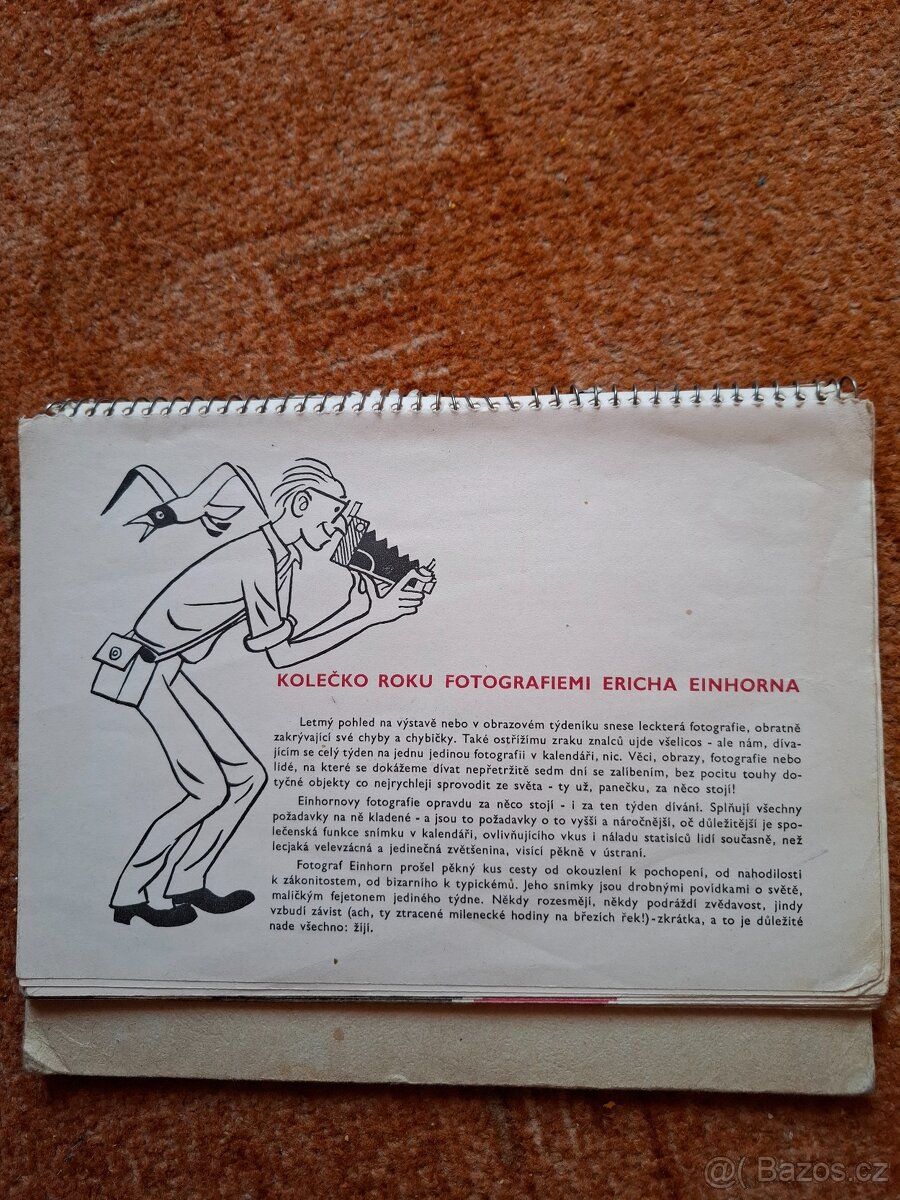 KOLEČKO ROKU FOTOGRAFIEMI ERICHA EINHORNA
Letmý pohled na výstavě nebo v obrazovém týdeníku snese leckterá fotografie, obratně
zakrývající své chyby a chybičky. Také ostřížímu zraku znalců ujde všelicos - ale nám, díva-
jícím se celý týden na jednu jedinou fotografii v kalendáři, nic. Věci, obrazy, fotografie nebo
lidé, na které se dokážeme dívat nepřetržitě sedm dní se zalíbením, bez pocitu touhy do-
tyčné objekty co nejrychleji sprovodit ze světa - ty už, panečku, za něco stojí!
Einhornovy fotografie opravdu za něco stojí - i za ten týden dívání. Splňují všechny
požadavky na ně kladené - a jsou to požadavky o to vyšší a náročnější, oč důležitější je spo-
lečenská funkce snímku v kalendáři, ovlivňujícího vkus i náladu statisíců lidí současně, než
lecjaká velevzácná a jedinečná zvětšenina, visící pěkně v ústraní.
Fotograf Einhorn prošel pěkný kus cesty od okouzlení k pochopení, od nahodilosti
k zákonitostem, od bizarního k typickému. Jeho snímky jsou drobnými povídkami o světě,
maličkým fejetonem jediného týdne. Někdy rozesmějí, někdy podráždí zvědavost, jindy
vzbudí závist (ach, ty ztracené milenecké hodiny na březích řek!) - zkrátka, a to je důležité
nade všechno: žijí.
@( Bazos.cz